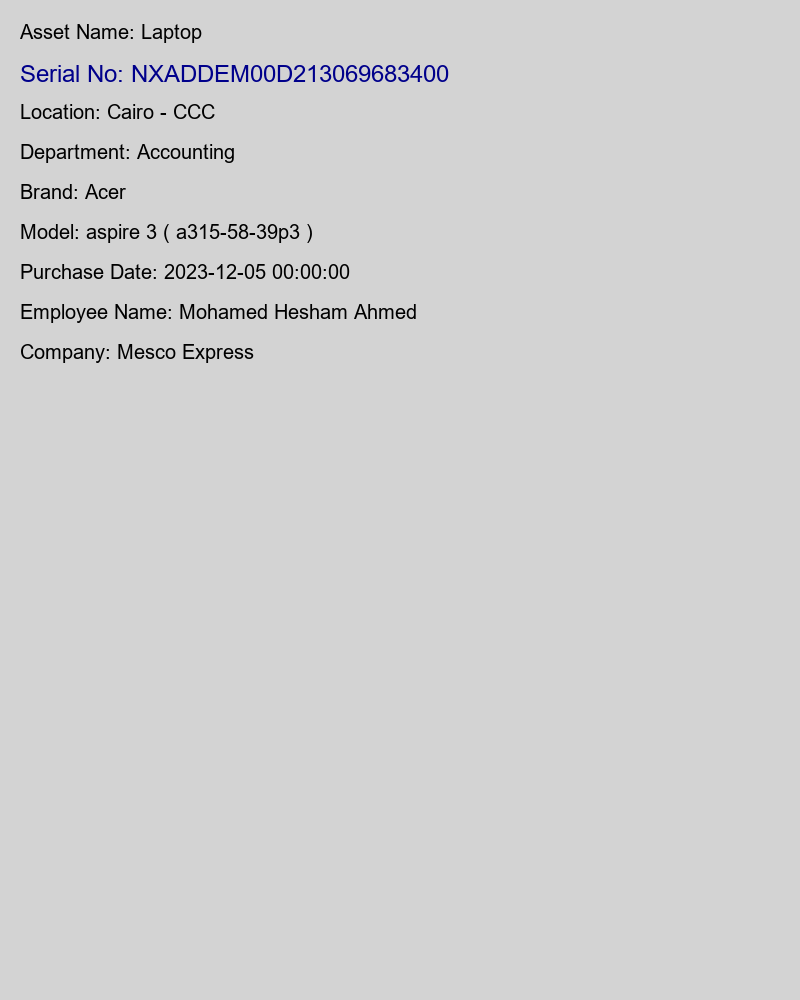 Asset Name: Laptop
Serial No: NXADDEM00D213069683400
Location: Cairo - CCC
Department: Accounting
Brand: Acer
Model: aspire 3 ( a315-58-39p3 )
Purchase Date: 2023-12-05 00:00:00
Employee Name: Mohamed Hesham Ahmed
Company: Mesco Express